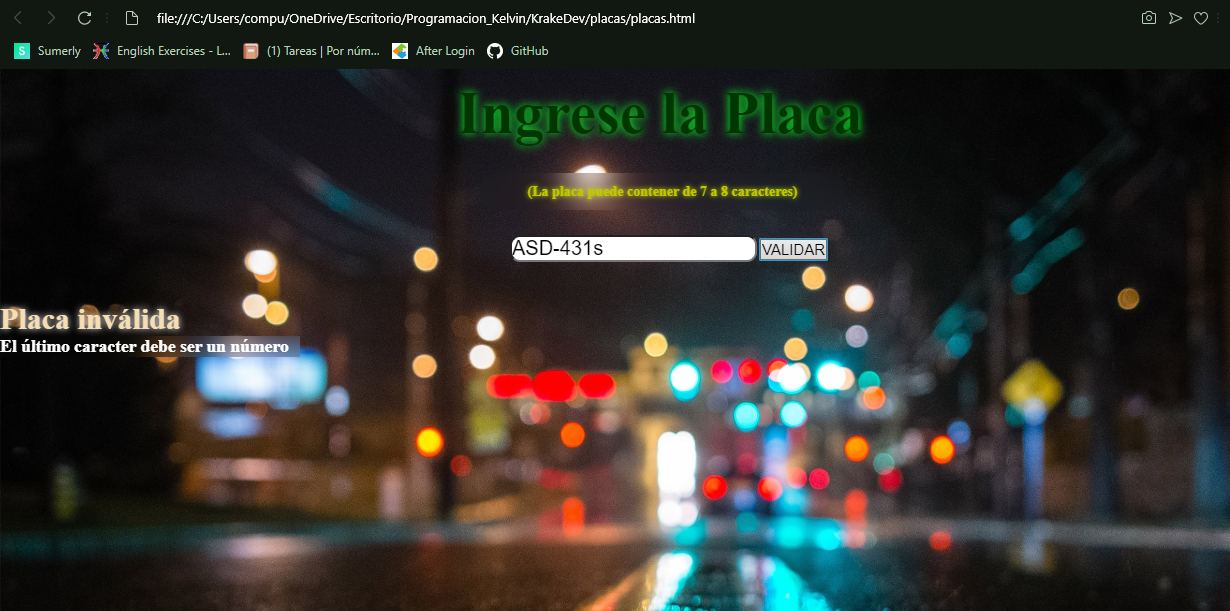 file:///C:/Users/compu/OneDrive/Escritorio/Programacion_Kelvin/KrakeDev/placas/placas.html
S Sumerly English Exercises - L... (1) Tareas | Por núm... After Login GitHub
Ingrese la Placa
(La placa puede contener de 7 a 8 caracteres)
ASD-431s VALIDAR
Placa inválida
El último caracter debe ser un número